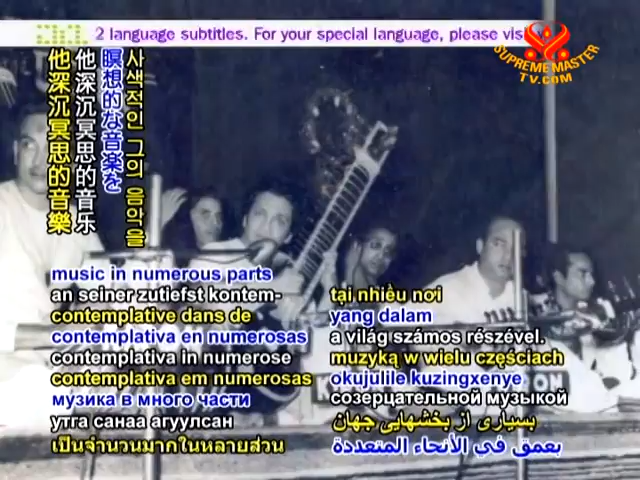 2 language subtitles. For your special language, please vis
SUPREME MASTER
TV.COM
他深沉冥思的音樂
他深沉冥思的音乐
瞑想的な音楽を
사색적인 그의 음악을
music in numerous parts
an seiner zutiefst kontem-
contemplative dans de
contemplativa en numerosas
contemplativa in numerose
contemplativa em numerosas
музика в много части
утга санаа агуулсан
เป็นจำนวนมากในหลายส่วน
tại nhiều nơi
yang dalam
a világ számos részével.
muzyką w wielu częściach
okujulile kuzingxenye
созерцательной музыкой
بسیاری از بخشهایی جهان
بعمق في الأنحاء المتعددة